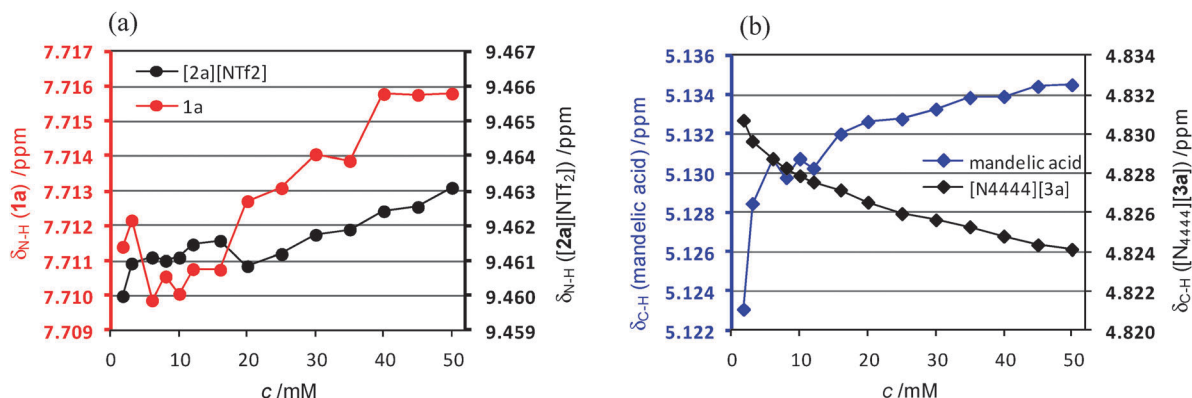 (a)
7.717
7.716
7.715
7.714
7.713
7.712
7.711
7.710
7.709
δN-H (1a) /ppm
[2a][NTf2]
1a
9.467
9.466
9.465
9.464
9.463
9.462
9.461
9.460
9.459
δN-H ([2a][NTf2]) /ppm
0 10 20 30 40 50
c /mM
(b)
5.136
5.134
5.132
5.130
5.128
5.126
5.124
5.122
δC-H (mandelic acid) /ppm
mandelic acid
[N4444][3a]
4.834
4.832
4.830
4.828
4.826
4.824
4.822
4.820
δC-H ([N4444][3a]) /ppm
0 10 20 30 40 50
c /mM